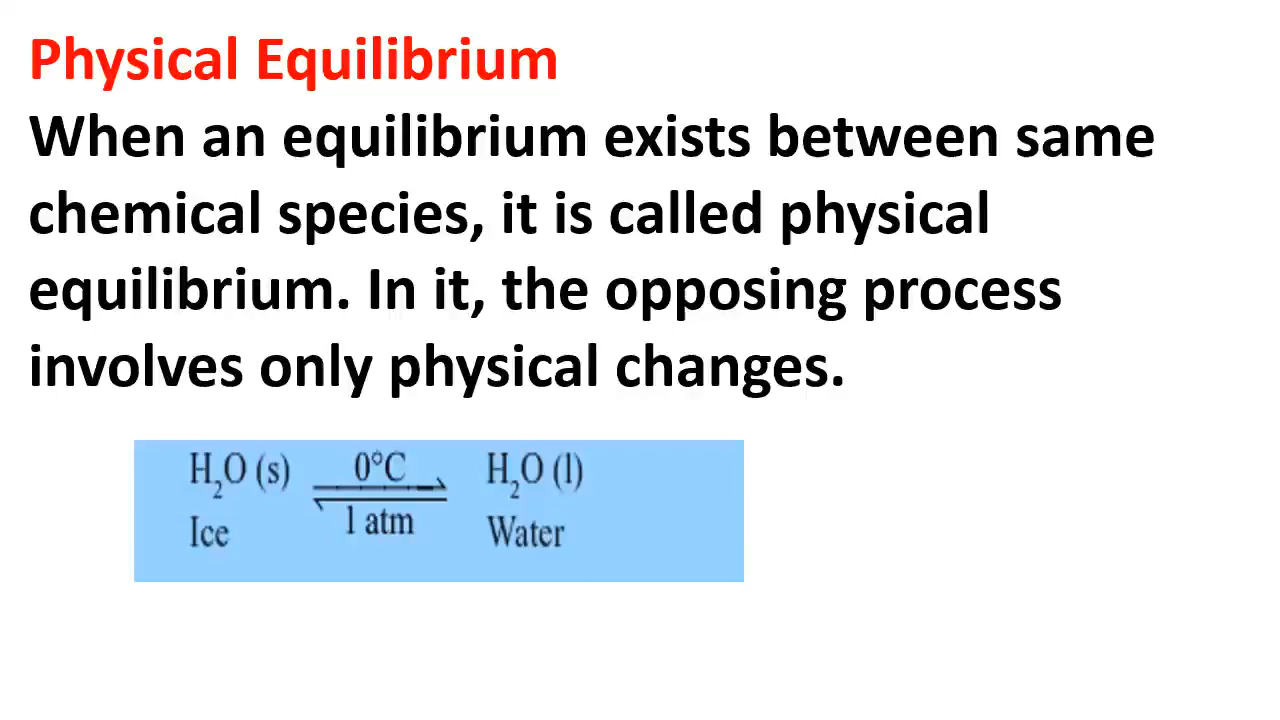 Physical Equilibrium
When an equilibrium exists between same
chemical species, it is called physical
equilibrium. In it, the opposing process
involves only physical changes.
H₂O (s) 0°C H₂O (l)
1 atm
Ice Water